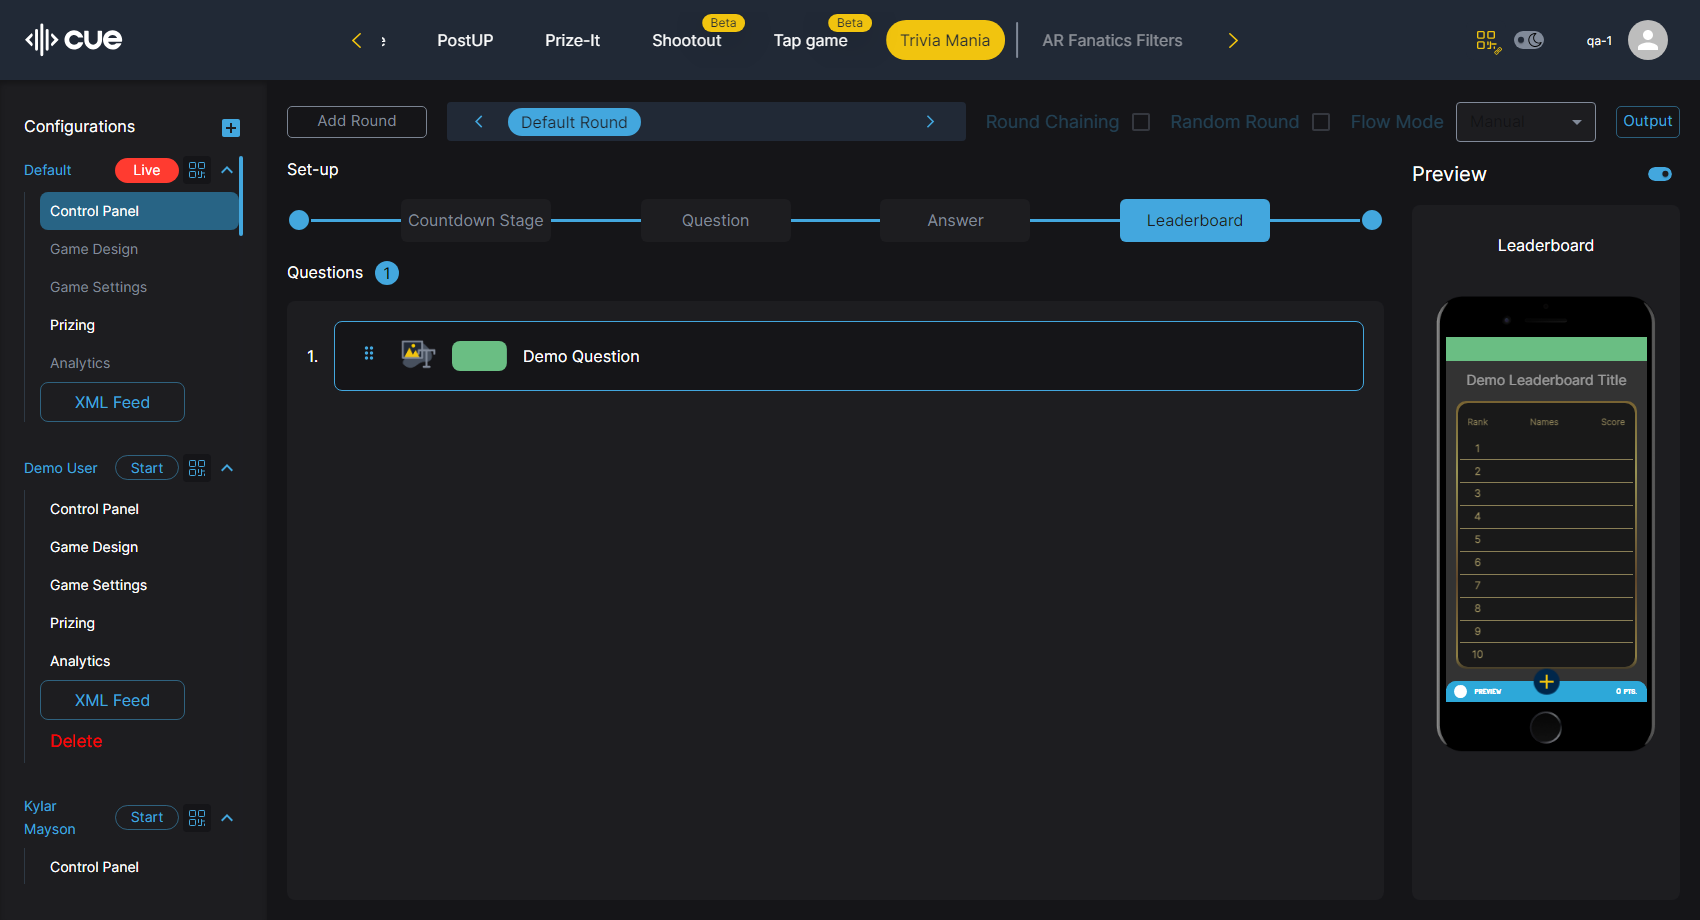 cue
e
PostUP
Prize-It
Shootout
Beta
Tap game
Beta
Trivia Mania
AR Fanatics Filters
qa-1
Configurations
Default
Live
Control Panel
Game Design
Game Settings
Prizing
Analytics
XML Feed
Demo User
Start
Control Panel
Game Design
Game Settings
Prizing
Analytics
XML Feed
Delete
Kylar
Mayson
Start
Control Panel
Add Round
Default Round
Round Chaining
Random Round
Flow Mode
Manual
Output
Set-up
Countdown Stage
Question
Answer
Leaderboard
Questions 1
1. Demo Question
Preview
Leaderboard
Demo Leaderboard Title
Rank Names Score
1
2
3
4
5
6
7
8
9
10
PREVIEW
0 PTS.